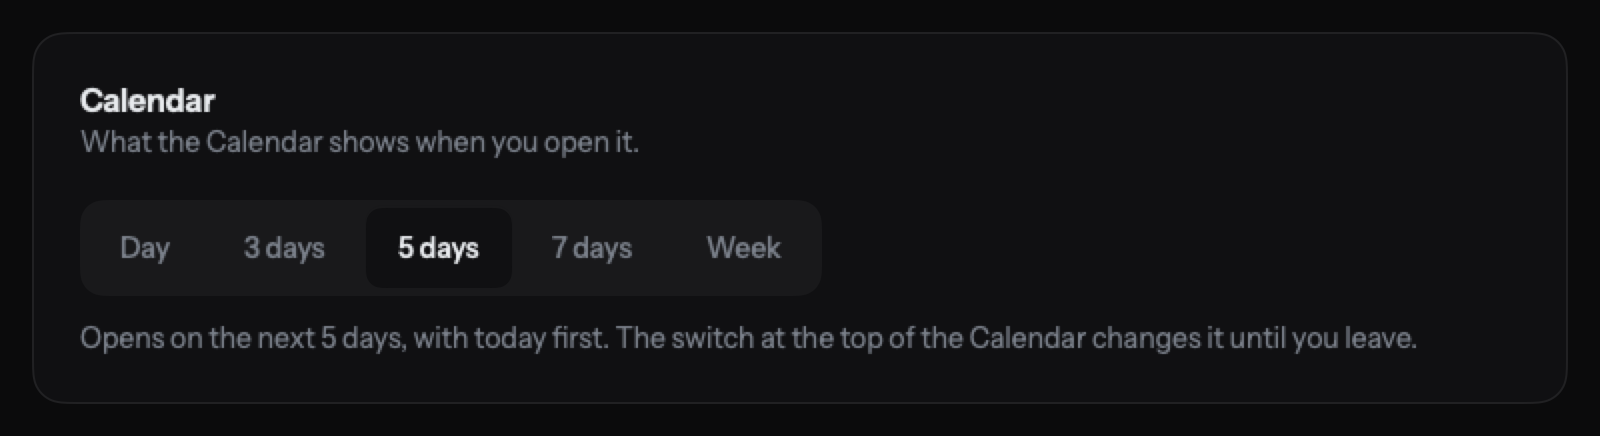 Calendar
What the Calendar shows when you open it.
Day 3 days 5 days 7 days Week
Opens on the next 5 days, with today first. The switch at the top of the Calendar changes it until you leave.